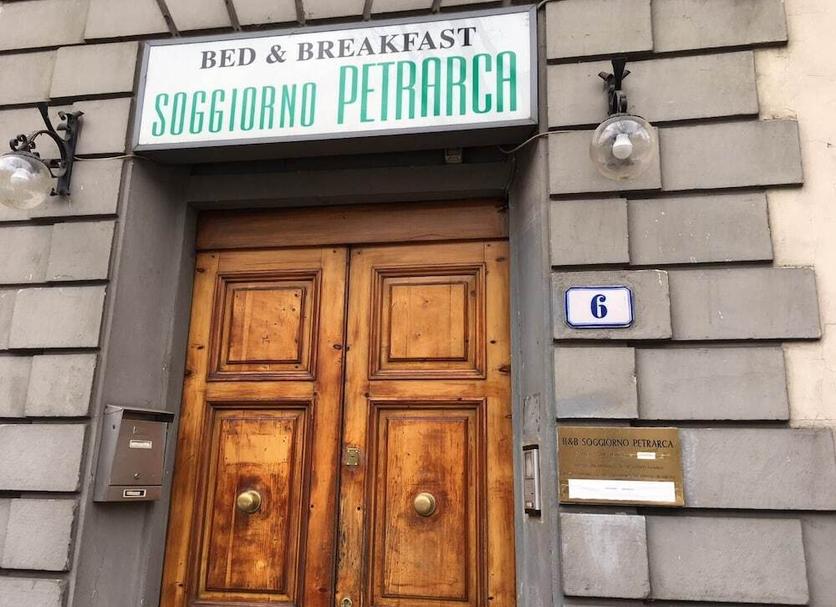 BED & BREAKFAST
SOGGIORNO PETRARCA
6
B&B SOGGIORNO PETRARCA